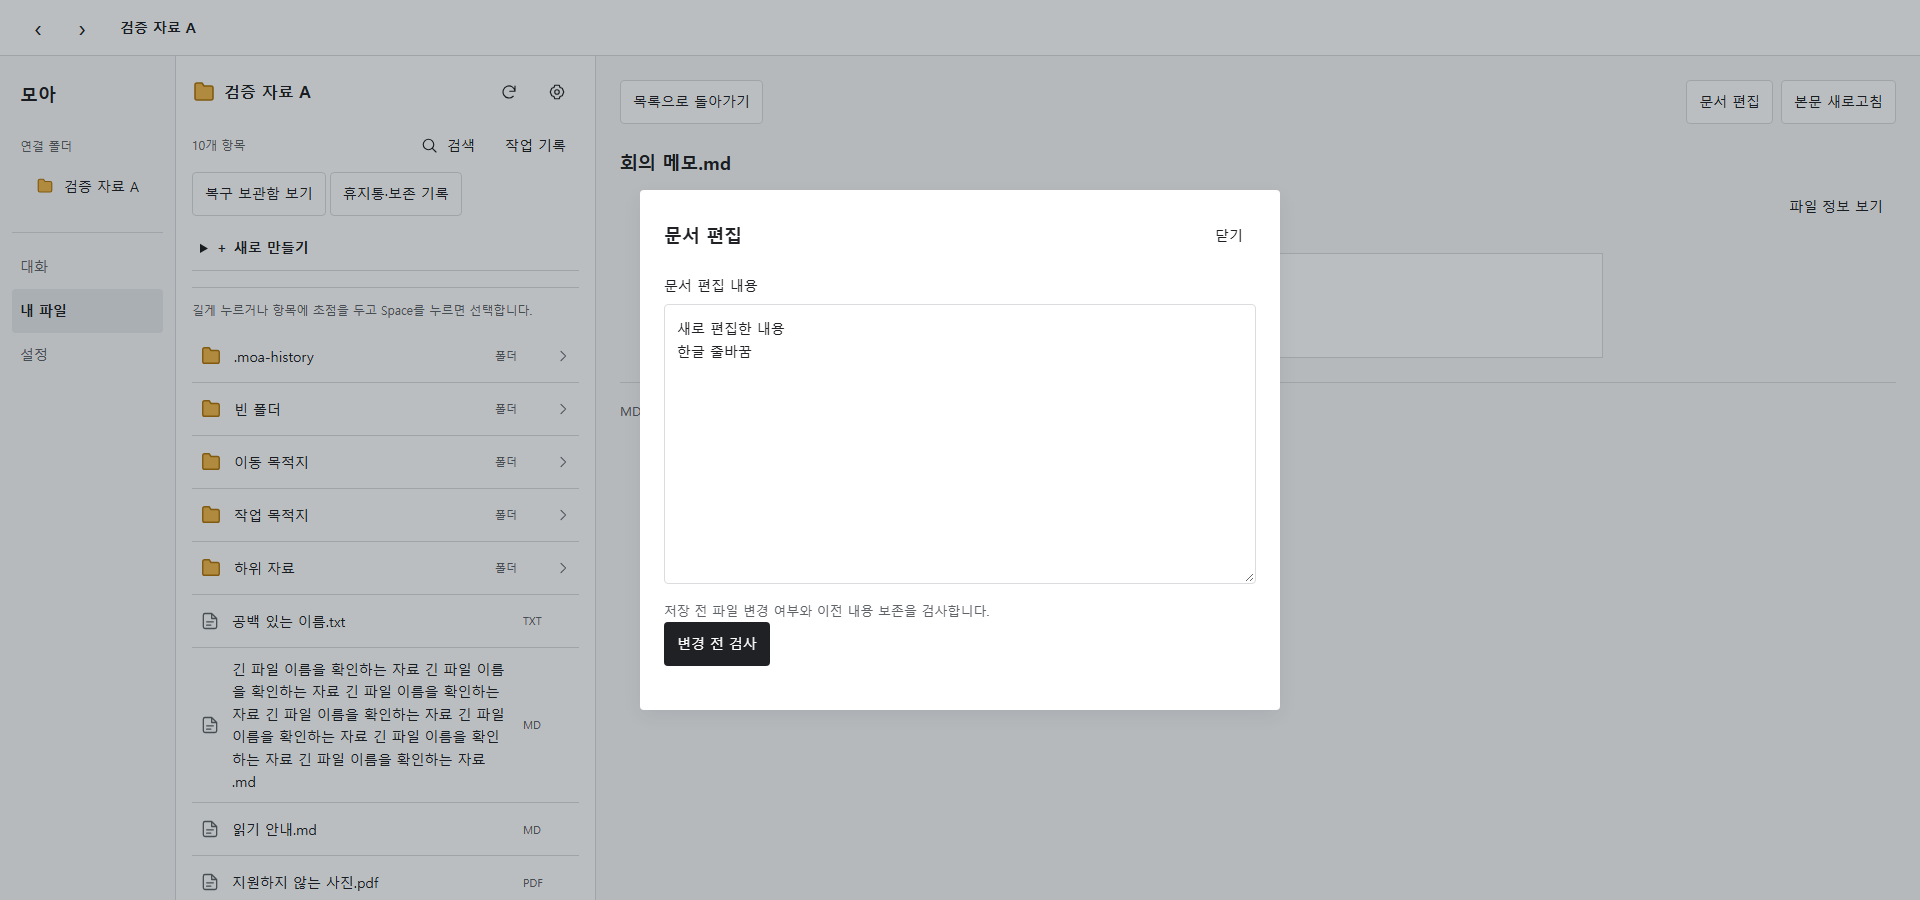 검증 자료 A
모아
연결 폴더
검증 자료 A
대화
내 파일
설정
검증 자료 A
10개 항목
검색
작업 기록
복구 보관함 보기
휴지통·보존 기록
+ 새로 만들기
길게 누르거나 항목에 초점을 두고 Space를 누르면 선택합니다.
.moa-history 폴더
빈 폴더 폴더
이동 목적지 폴더
작업 목적지 폴더
하위 자료 폴더
공백 있는 이름.txt TXT
긴 파일 이름을 확인하는 자료 긴 파일 이름
을 확인하는 자료 긴 파일 이름을 확인하는
자료 긴 파일 이름을 확인하는 자료 긴 파일
이름을 확인하는 자료 긴 파일 이름을 확인
하는 자료 긴 파일 이름을 확인하는 자료
.md
MD
읽기 안내.md MD
지원하지 않는 사진.pdf PDF
목록으로 돌아가기
문서 편집
본문 새로고침
회의 메모.md
파일 정보 보기
MD
문서 편집
닫기
문서 편집 내용
새로 편집한 내용
한글 줄바꿈
저장 전 파일 변경 여부와 이전 내용 보존을 검사합니다.
변경 전 검사